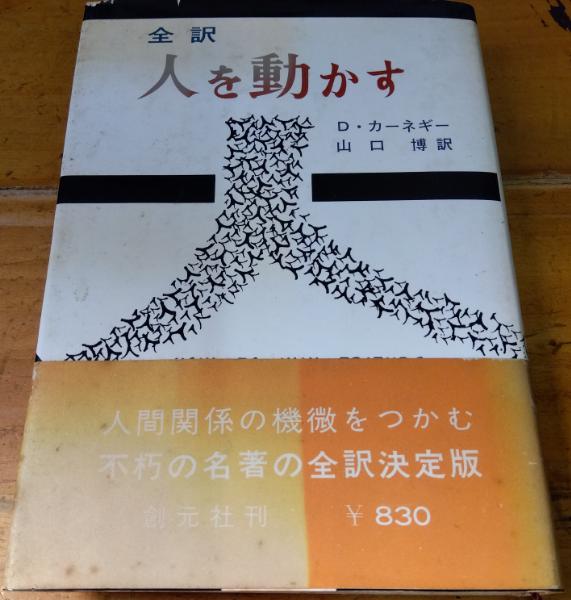 全訳
人を動かす
D・カーネギー
山口 博訳
人間関係の機微をつかむ
不朽の名著の全訳決定版
創元社刊 ¥830